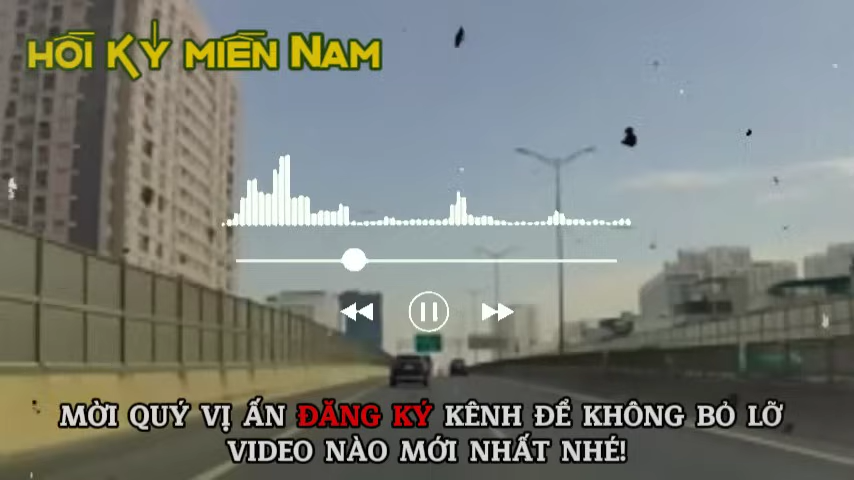 HỒI KÝ MIỀN NAM
MỜI QUÝ VỊ ẤN ĐĂNG KÝ KÊNH ĐỂ KHÔNG BỎ LỠ
VIDEO NÀO MỚI NHẤT NHÉ!